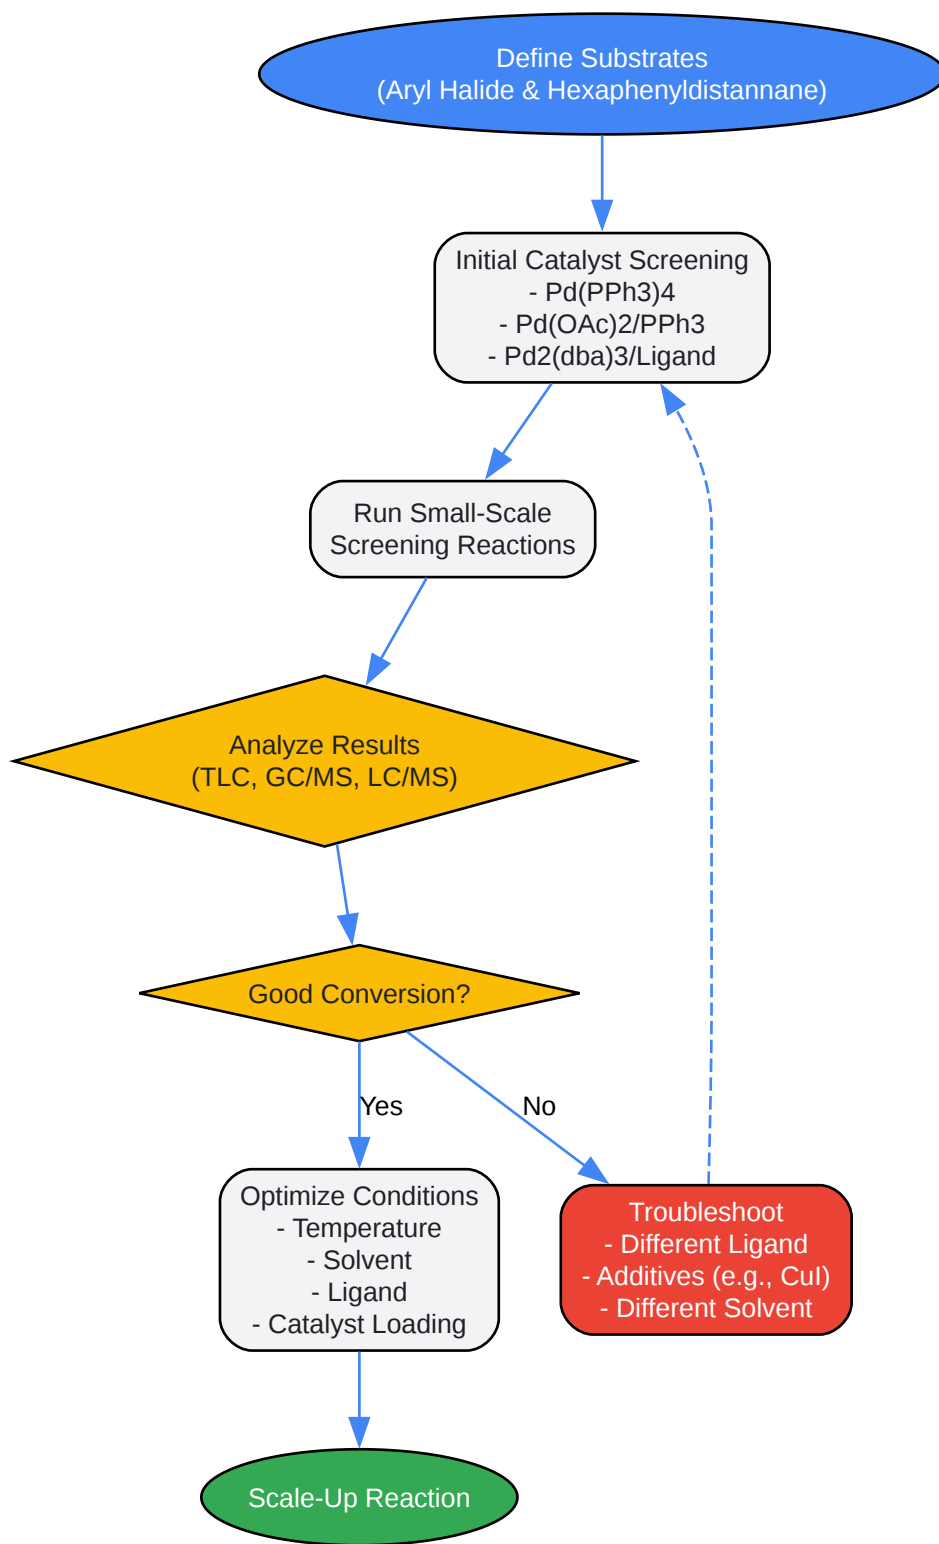 Define Substrates
(Aryl Halide & Hexaphenyldistannane)
Initial Catalyst Screening
- Pd(PPh3)4
- Pd(OAc)2/PPh3
- Pd2(dba)3/Ligand
Run Small-Scale
Screening Reactions
Analyze Results
(TLC, GC/MS, LC/MS)
Good Conversion?
Yes
No
Optimize Conditions
- Temperature
- Solvent
- Ligand
- Catalyst Loading
Troubleshoot
- Different Ligand
- Additives (e.g., CuI)
- Different Solvent
Scale-Up Reaction